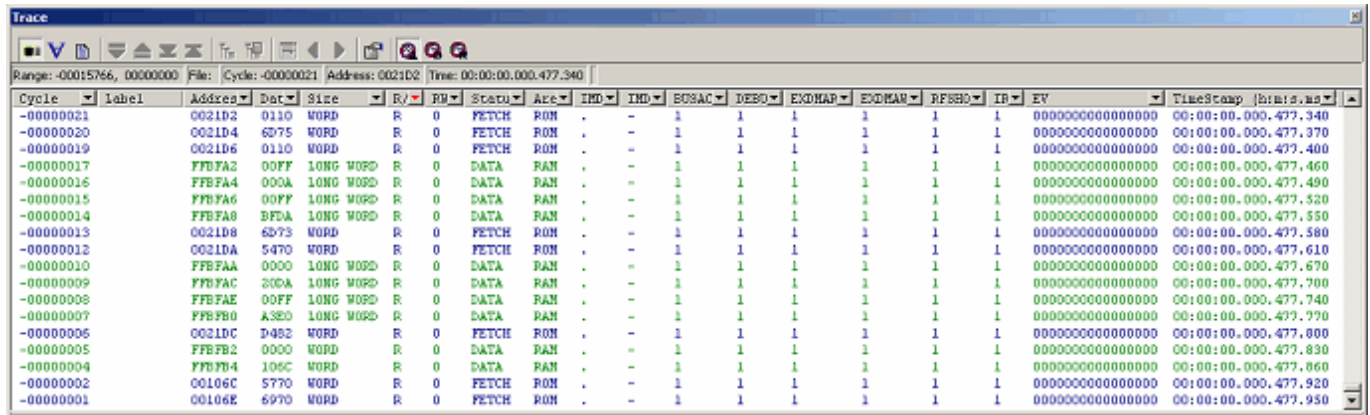 Trace
Range: -00015766, 00000000 File: Cycle: -00000021 Address: 0021D2 Time: 00:00:00.000.477.340
Cycle Label Addres Dat Size R/ RW Statu Are IMD IMD BUSAC DEBU EXDMAR EXDMAW RFSHO IR EV TimeStamp (h:m:s.ms
-00000021 0021D2 0110 WORD R 0 FETCH ROM . - 1 1 1 1 1 1 0000000000000000 00:00:00.000.477.340
-00000020 0021D4 6D75 WORD R 0 FETCH ROM . - 1 1 1 1 1 1 0000000000000000 00:00:00.000.477.370
-00000019 0021D6 0110 WORD R 0 FETCH ROM . - 1 1 1 1 1 1 0000000000000000 00:00:00.000.477.400
-00000017 FFBFA2 00FF LONG WORD R 0 DATA RAM . - 1 1 1 1 1 1 0000000000000000 00:00:00.000.477.460
-00000016 FFBFA4 000A LONG WORD R 0 DATA RAM . - 1 1 1 1 1 1 0000000000000000 00:00:00.000.477.490
-00000015 FFBFA6 00FF LONG WORD R 0 DATA RAM . - 1 1 1 1 1 1 0000000000000000 00:00:00.000.477.520
-00000014 FFBFA8 BFDA LONG WORD R 0 DATA RAM . - 1 1 1 1 1 1 0000000000000000 00:00:00.000.477.550
-00000013 0021D8 6D73 WORD R 0 FETCH ROM . - 1 1 1 1 1 1 0000000000000000 00:00:00.000.477.580
-00000012 0021DA 5470 WORD R 0 FETCH ROM . - 1 1 1 1 1 1 0000000000000000 00:00:00.000.477.610
-00000010 FFBFAA 0000 LONG WORD R 0 DATA RAM . - 1 1 1 1 1 1 0000000000000000 00:00:00.000.477.670
-00000009 FFBFAC 20DA LONG WORD R 0 DATA RAM . - 1 1 1 1 1 1 0000000000000000 00:00:00.000.477.700
-00000008 FFBFAE 00FF LONG WORD R 0 DATA RAM . - 1 1 1 1 1 1 0000000000000000 00:00:00.000.477.740
-00000007 FFBFB0 A3E0 LONG WORD R 0 DATA RAM . - 1 1 1 1 1 1 0000000000000000 00:00:00.000.477.770
-00000006 0021DC D482 WORD R 0 FETCH ROM . - 1 1 1 1 1 1 0000000000000000 00:00:00.000.477.800
-00000005 FFBFB2 0000 WORD R 0 DATA RAM . - 1 1 1 1 1 1 0000000000000000 00:00:00.000.477.830
-00000004 FFBFB4 106C WORD R 0 DATA RAM . - 1 1 1 1 1 1 0000000000000000 00:00:00.000.477.860
-00000002 00106C 5770 WORD R 0 FETCH ROM . - 1 1 1 1 1 1 0000000000000000 00:00:00.000.477.920
-00000001 00106E 6970 WORD R 0 FETCH ROM . - 1 1 1 1 1 1 0000000000000000 00:00:00.000.477.950